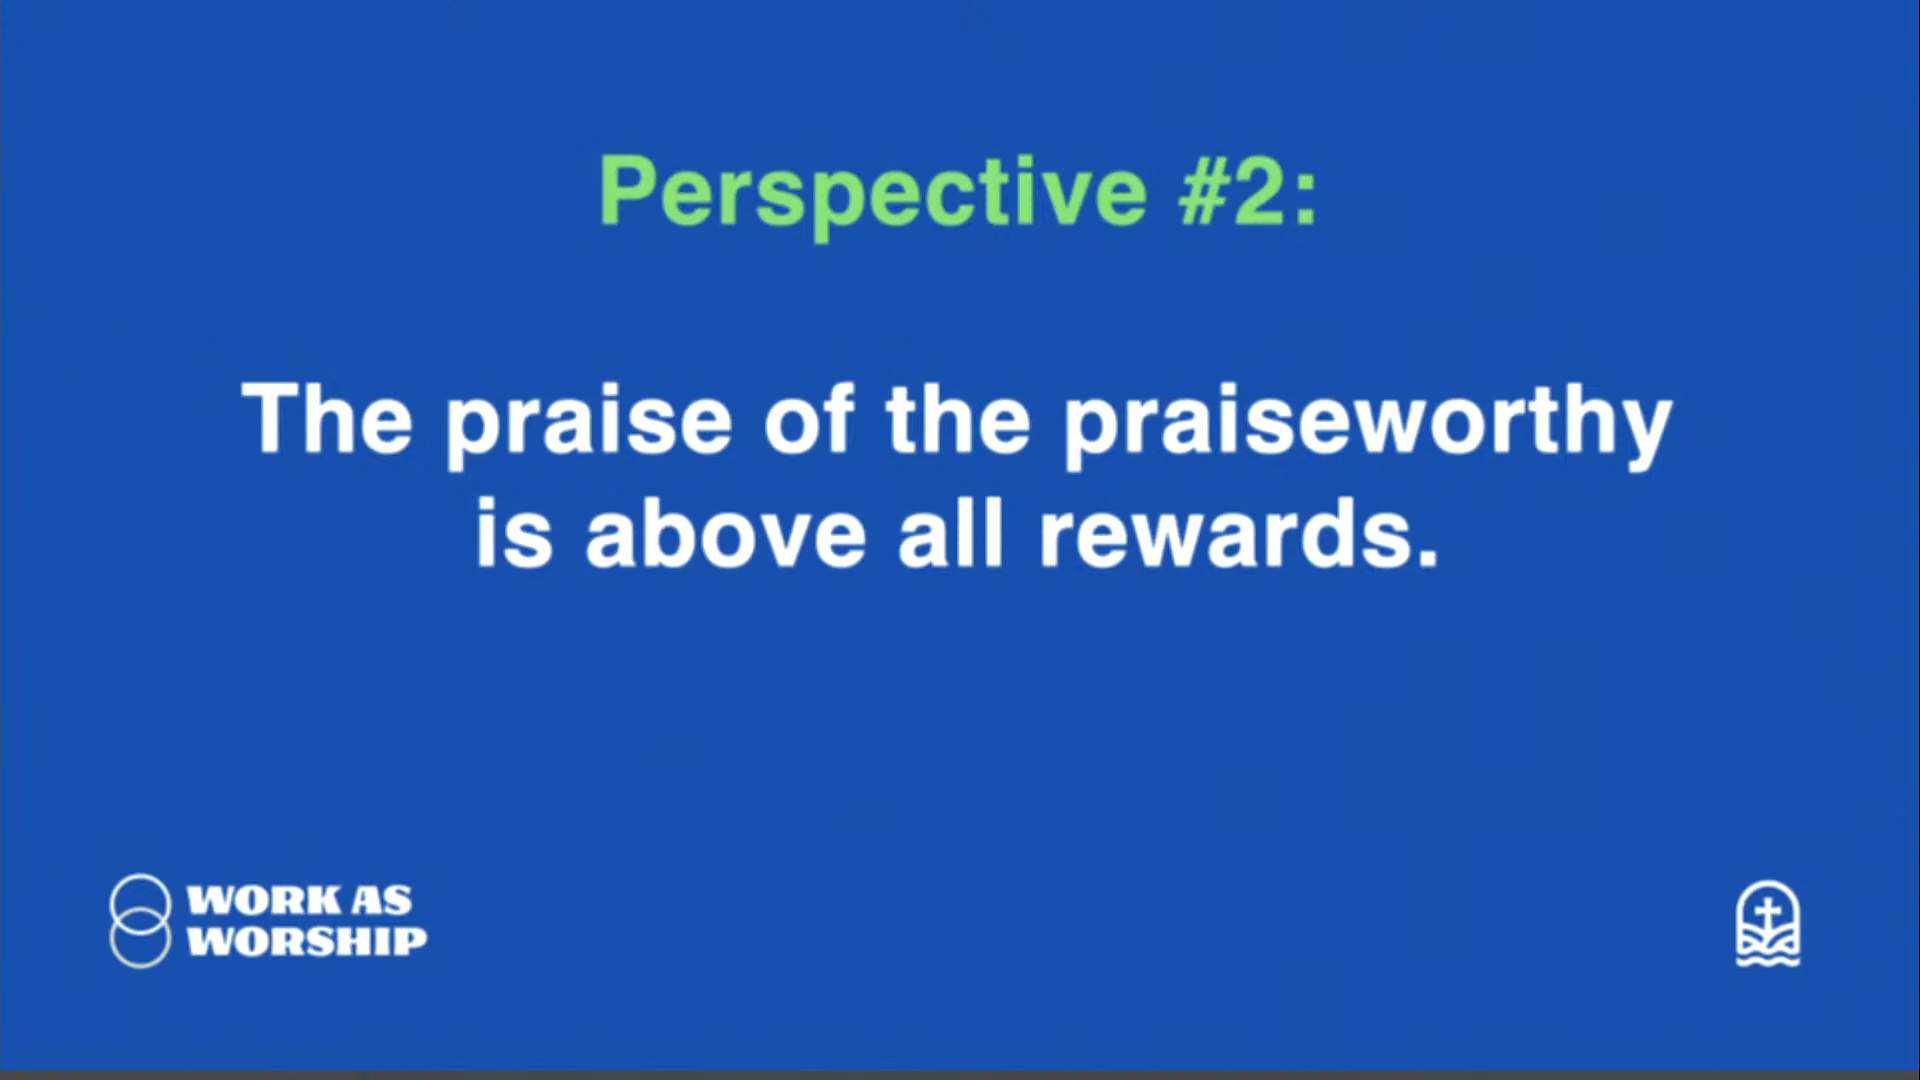 Perspective #2:
The praise of the praiseworthy
is above all rewards.
WORK AS
WORSHIP